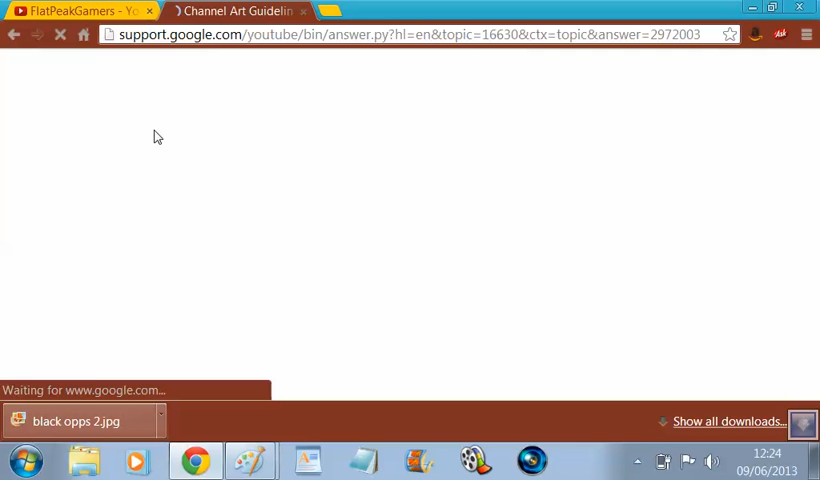 FlatPeakGamers - Yo
Channel Art Guidelin
support.google.com/youtube/bin/answer.py?hl=en&topic=16630&ctx=topic&answer=2972003
Ask
Waiting for www.google.com...
black opps 2.jpg
Show all downloads...
12:24
09/06/2013